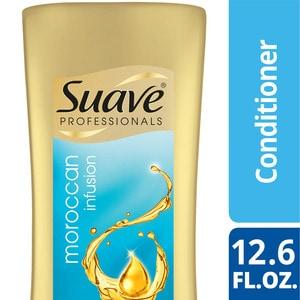 Suave
PROFESSIONALS
moroccan
infusion
Conditioner
12.6
FL.OZ.